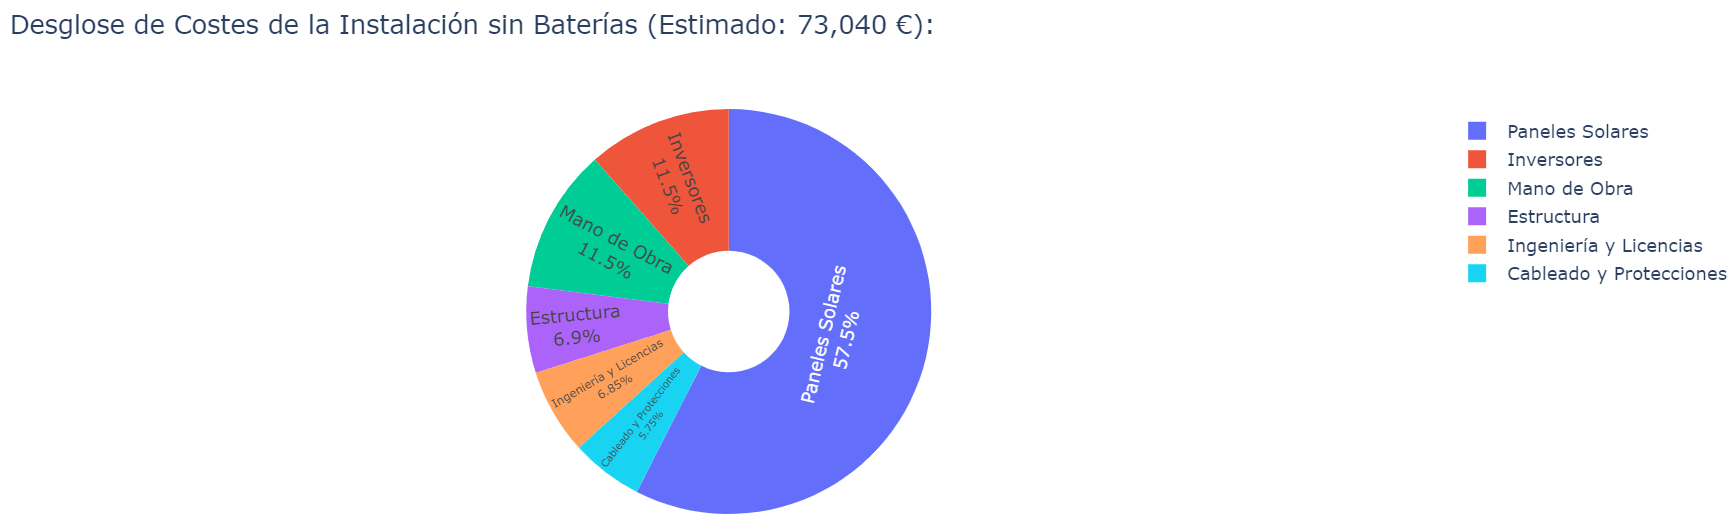 Desglose de Costes de la Instalación sin Baterías (Estimado: 73,040 €):
Inversores
11.5%
Mano de Obra
11.5%
Estructura
6.9%
Ingeniería y Licencias
6.85%
Cableado y Protecciones
5.75%
Paneles Solares
57.5%
Paneles Solares
Inversores
Mano de Obra
Estructura
Ingeniería y Licencias
Cableado y Protecciones